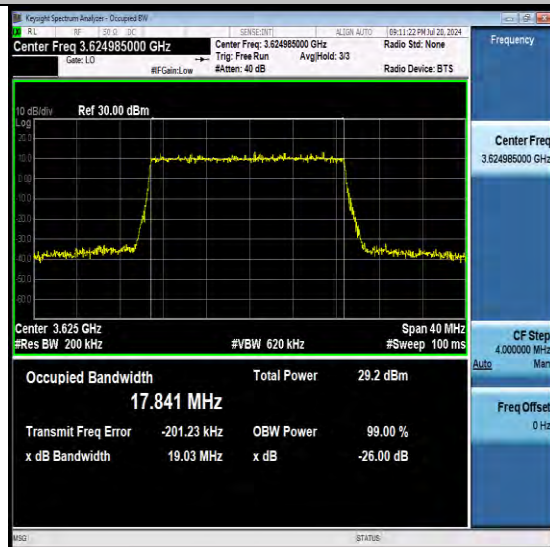 Keysight Spectrum Analyzer - Occupied BW
RL RF 50 Ω DC SENSE:INT ALIGN AUTO 09:11:22 PM Jul 20, 2024
Center Freq 3.624985000 GHz Center Freq: 3.624985000 GHz Radio Std: None Frequency
Gate: LO Trig: Free Run Avg|Hold: 3/3
#IFGain:Low #Atten: 40 dB Radio Device: BTS
10 dB/div Ref 30.00 dBm
Log
20.0
10.0
0.00
-10.0
-20.0
-30.0
-40.0
-50.0
-60.0
Center Freq
3.624985000 GHz
Center 3.625 GHz Span 40 MHz
#Res BW 200 kHz #VBW 620 kHz #Sweep 100 ms
CF Step
4.000000 MHz
Auto Man
Occupied Bandwidth Total Power 29.2 dBm
17.841 MHz
Transmit Freq Error -201.23 kHz OBW Power 99.00 %
x dB Bandwidth 19.03 MHz x dB -26.00 dB
Freq Offset
0 Hz
MSG STATUS